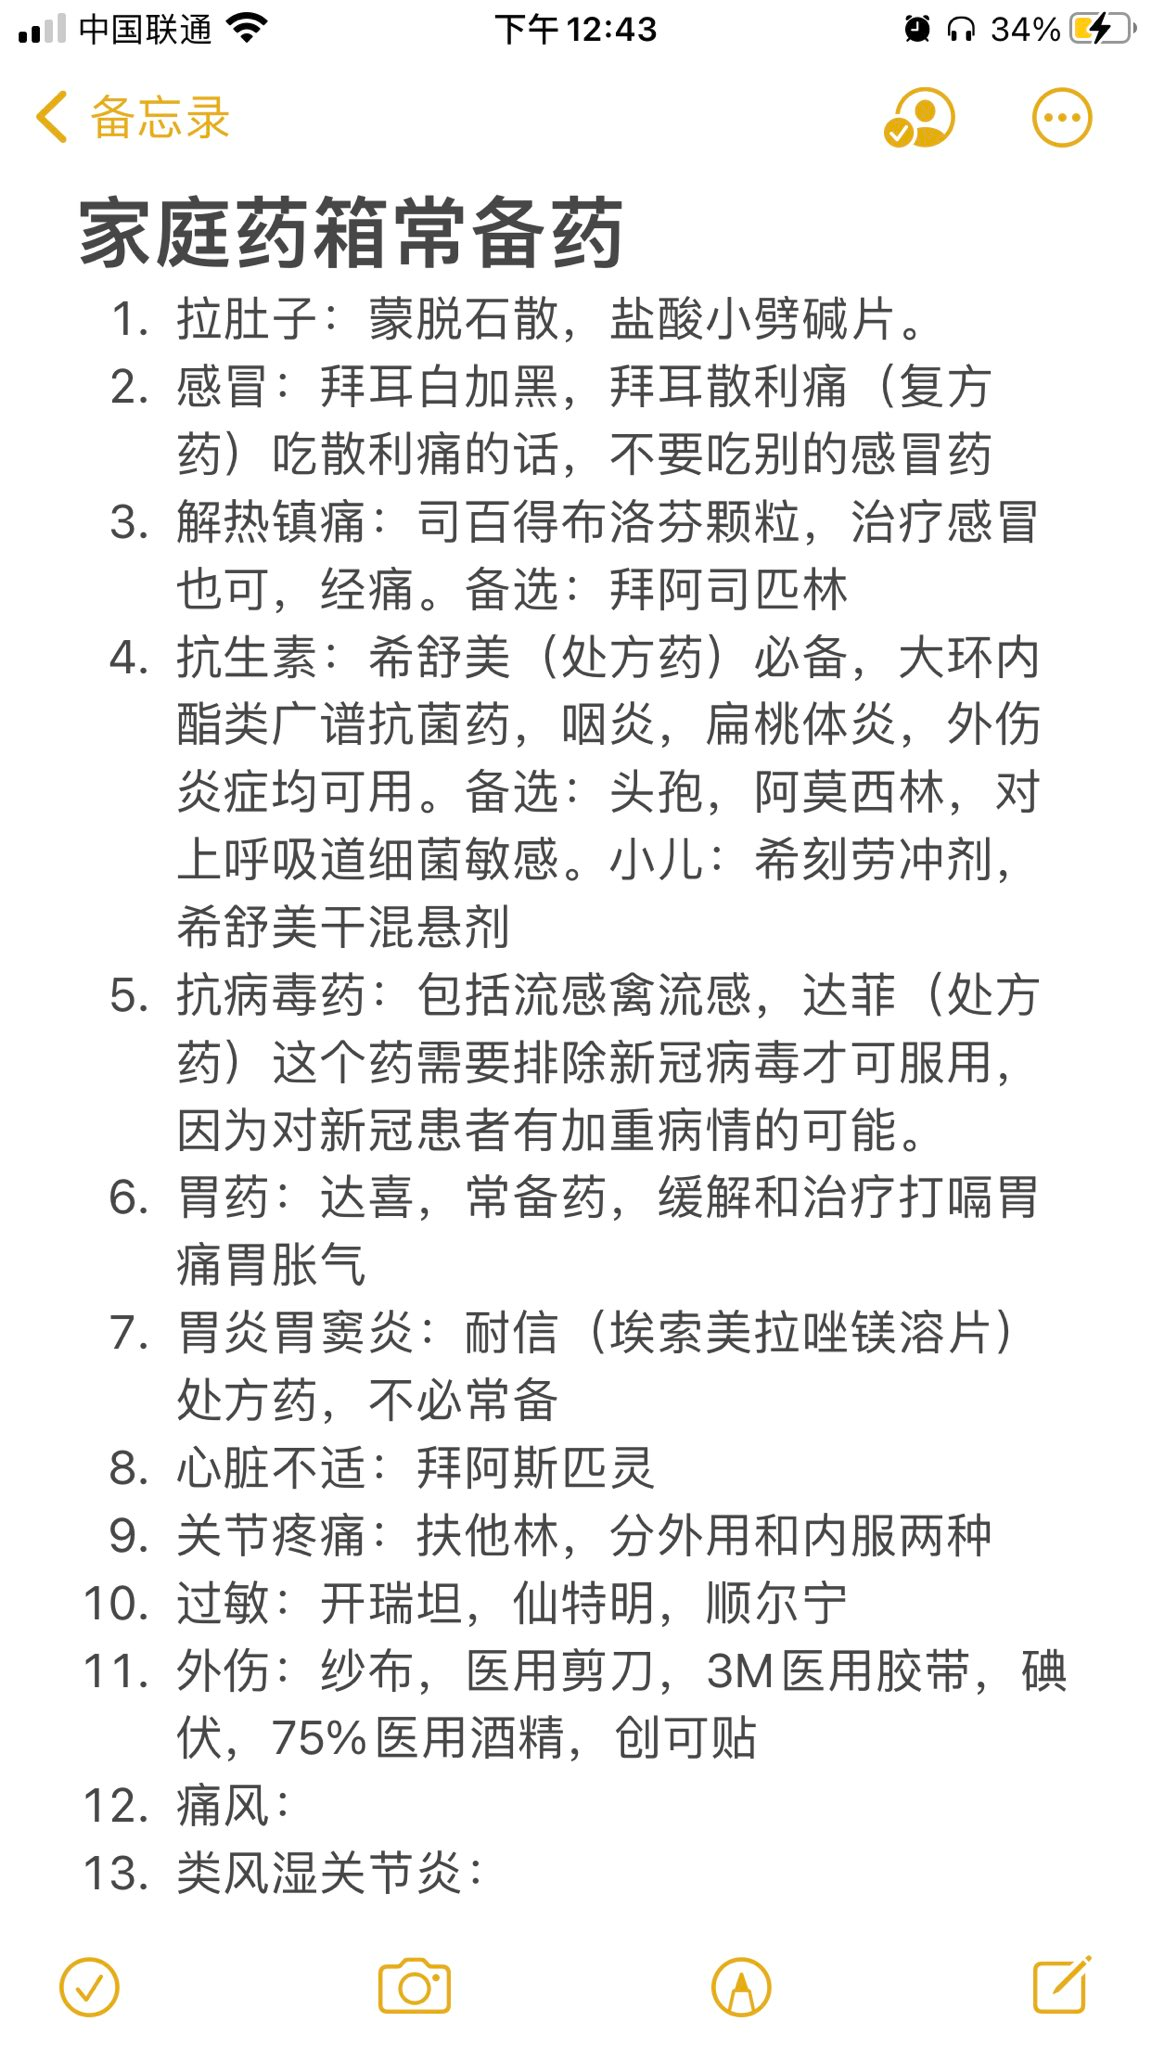 中国联通
下午12:43
34%
备忘录
家庭药箱常备药
1. 拉肚子：蒙脱石散，盐酸小劈碱片。
2. 感冒：拜耳白加黑，拜耳散利痛（复方
药）吃散利痛的话，不要吃别的感冒药
3. 解热镇痛：司百得布洛芬颗粒，治疗感冒
也可，经痛。备选：拜阿司匹林
4. 抗生素：希舒美（处方药）必备，大环内
酯类广谱抗菌药，咽炎，扁桃体炎，外伤
炎症均可用。备选：头孢，阿莫西林，对
上呼吸道细菌敏感。小儿：希刻劳冲剂，
希舒美干混悬剂
5. 抗病毒药：包括流感禽流感，达菲（处方
药）这个药需要排除新冠病毒才可服用，
因为对新冠患者有加重病情的可能。
6. 胃药：达喜，常备药，缓解和治疗打嗝胃
痛胃胀气
7. 胃炎胃窦炎：耐信（埃索美拉唑镁溶片）
处方药，不必常备
8. 心脏不适：拜阿斯匹灵
9. 关节疼痛：扶他林，分外用和内服两种
10. 过敏：开瑞坦，仙特明，顺尔宁
11. 外伤：纱布，医用剪刀，3M医用胶带，碘
伏，75%医用酒精，创可贴
12. 痛风：
13. 类风湿关节炎：